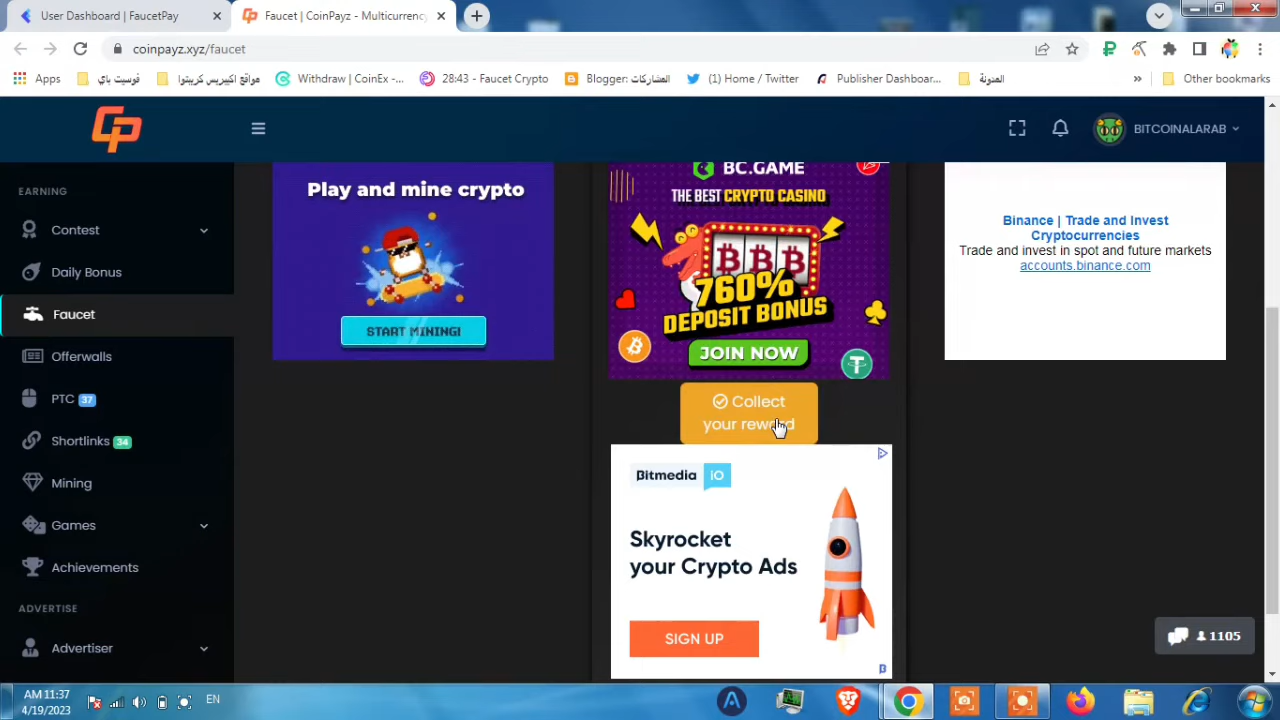 User Dashboard | FaucetPay
Faucet | CoinPayz - Multicurrency
coinpayz.xyz/faucet
Apps
فوسيت باي
مواقع اكسبريس كريبتوا
Withdraw | CoinEx -...
28:43 - Faucet Crypto
Blogger: المشاركات
(1) Home / Twitter
Publisher Dashboar...
المدونة
»
Other bookmarks
CP
BITCOINALARAB
EARNING
Contest
Daily Bonus
Faucet
Offerwalls
PTC 37
Shortlinks 34
Mining
Games
Achievements
ADVERTISE
Advertiser
Play and mine crypto
START MINING!
BC.GAME
THE BEST CRYPTO CASINO
760%
DEPOSIT BONUS
JOIN NOW
Binance | Trade and Invest
Cryptocurrencies
Trade and invest in spot and future markets
accounts.binance.com
Collect
your reward
Bitmedia IO
Skyrocket
your Crypto Ads
SIGN UP
1105
AM 11:37
4/19/2023
EN